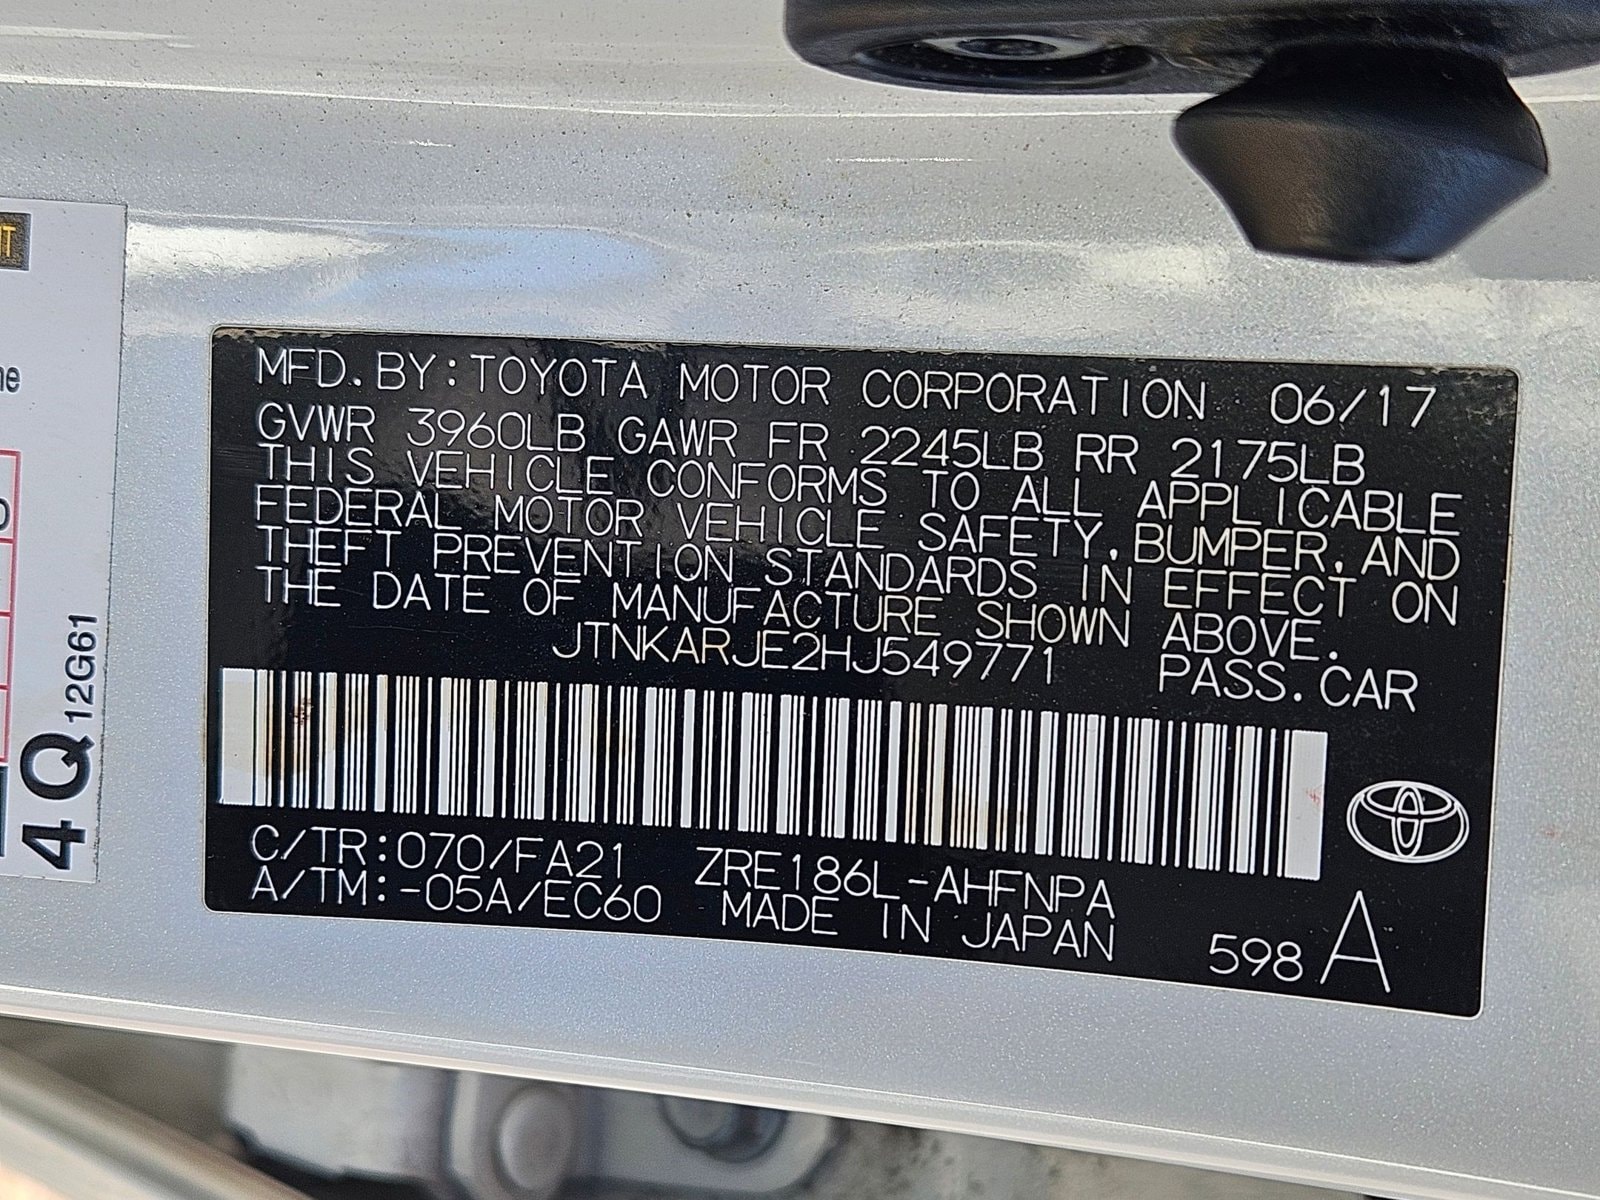 MFD.BY:TOYOTA MOTOR CORPORATION 06/17
GVWR 3960LB GAWR FR 2245LB RR 2175LB
THIS VEHICLE CONFORMS TO ALL APPLICABLE
FEDERAL MOTOR VEHICLE SAFETY,BUMPER,AND
THEFT PREVENTION STANDARDS IN EFFECT ON
THE DATE OF MANUFACTURE SHOWN ABOVE.
JTNKARJE2HJ549771 PASS.CAR
C/TR:070/FA21 ZRE186L-AHFNPA
A/TM:-05A/EC60 MADE IN JAPAN 598 A
4Q 12G61